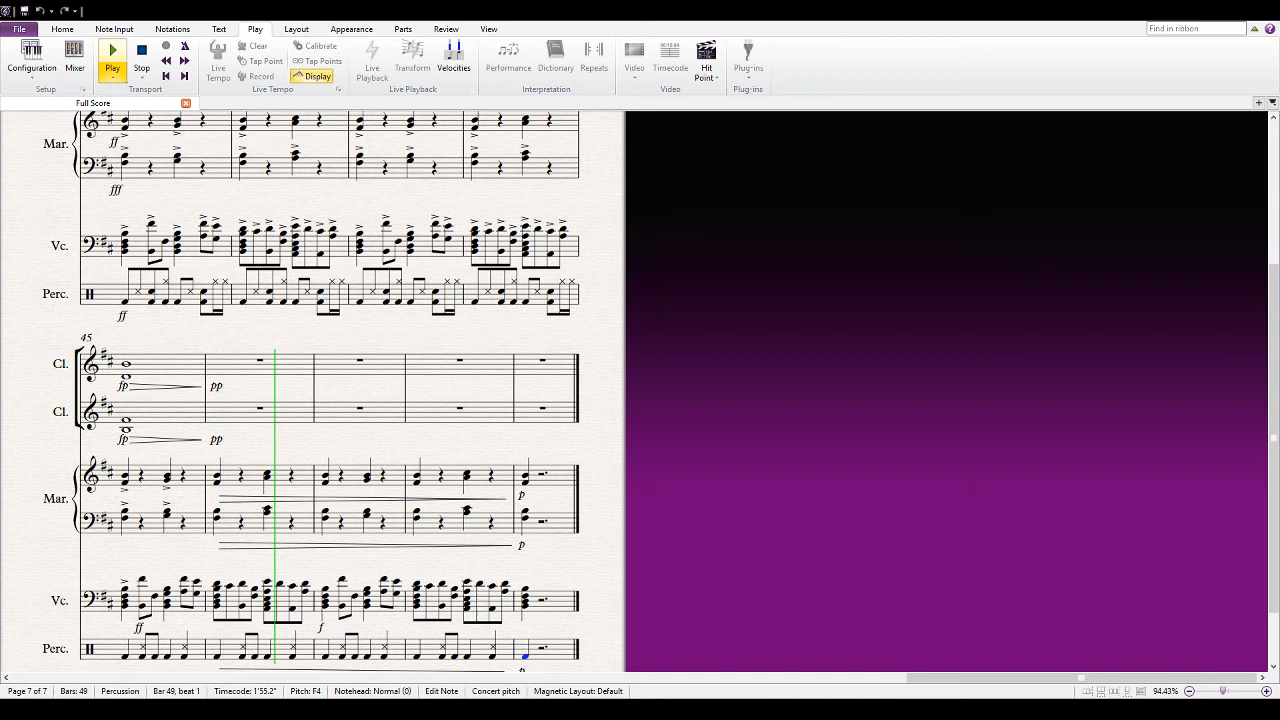 File Home Note Input Notations Text Play Layout Appearance Parts Review View Find in ribbon
Configuration Mixer Play Stop Live Tempo Clear Tap Point Record Calibrate Tap Points Display Live Playback Transform Velocities Performance Dictionary Repeats Video Timecode Hit Point Plug-ins
Setup Transport Live Tempo Live Playback Interpretation Video Plug-ins
Full Score
Mar.
ff
fff
Vc.
Perc.
ff
45
Cl.
fp pp
Cl.
fp pp
Mar.
p
p
Vc.
ff f
Perc.
p
Page 7 of 7 Bars: 49 Percussion Bar 49, beat 1 Timecode: 1'55.2" Pitch: F4 Notehead: Normal (0) Edit Note Concert pitch Magnetic Layout: Default 94.43%